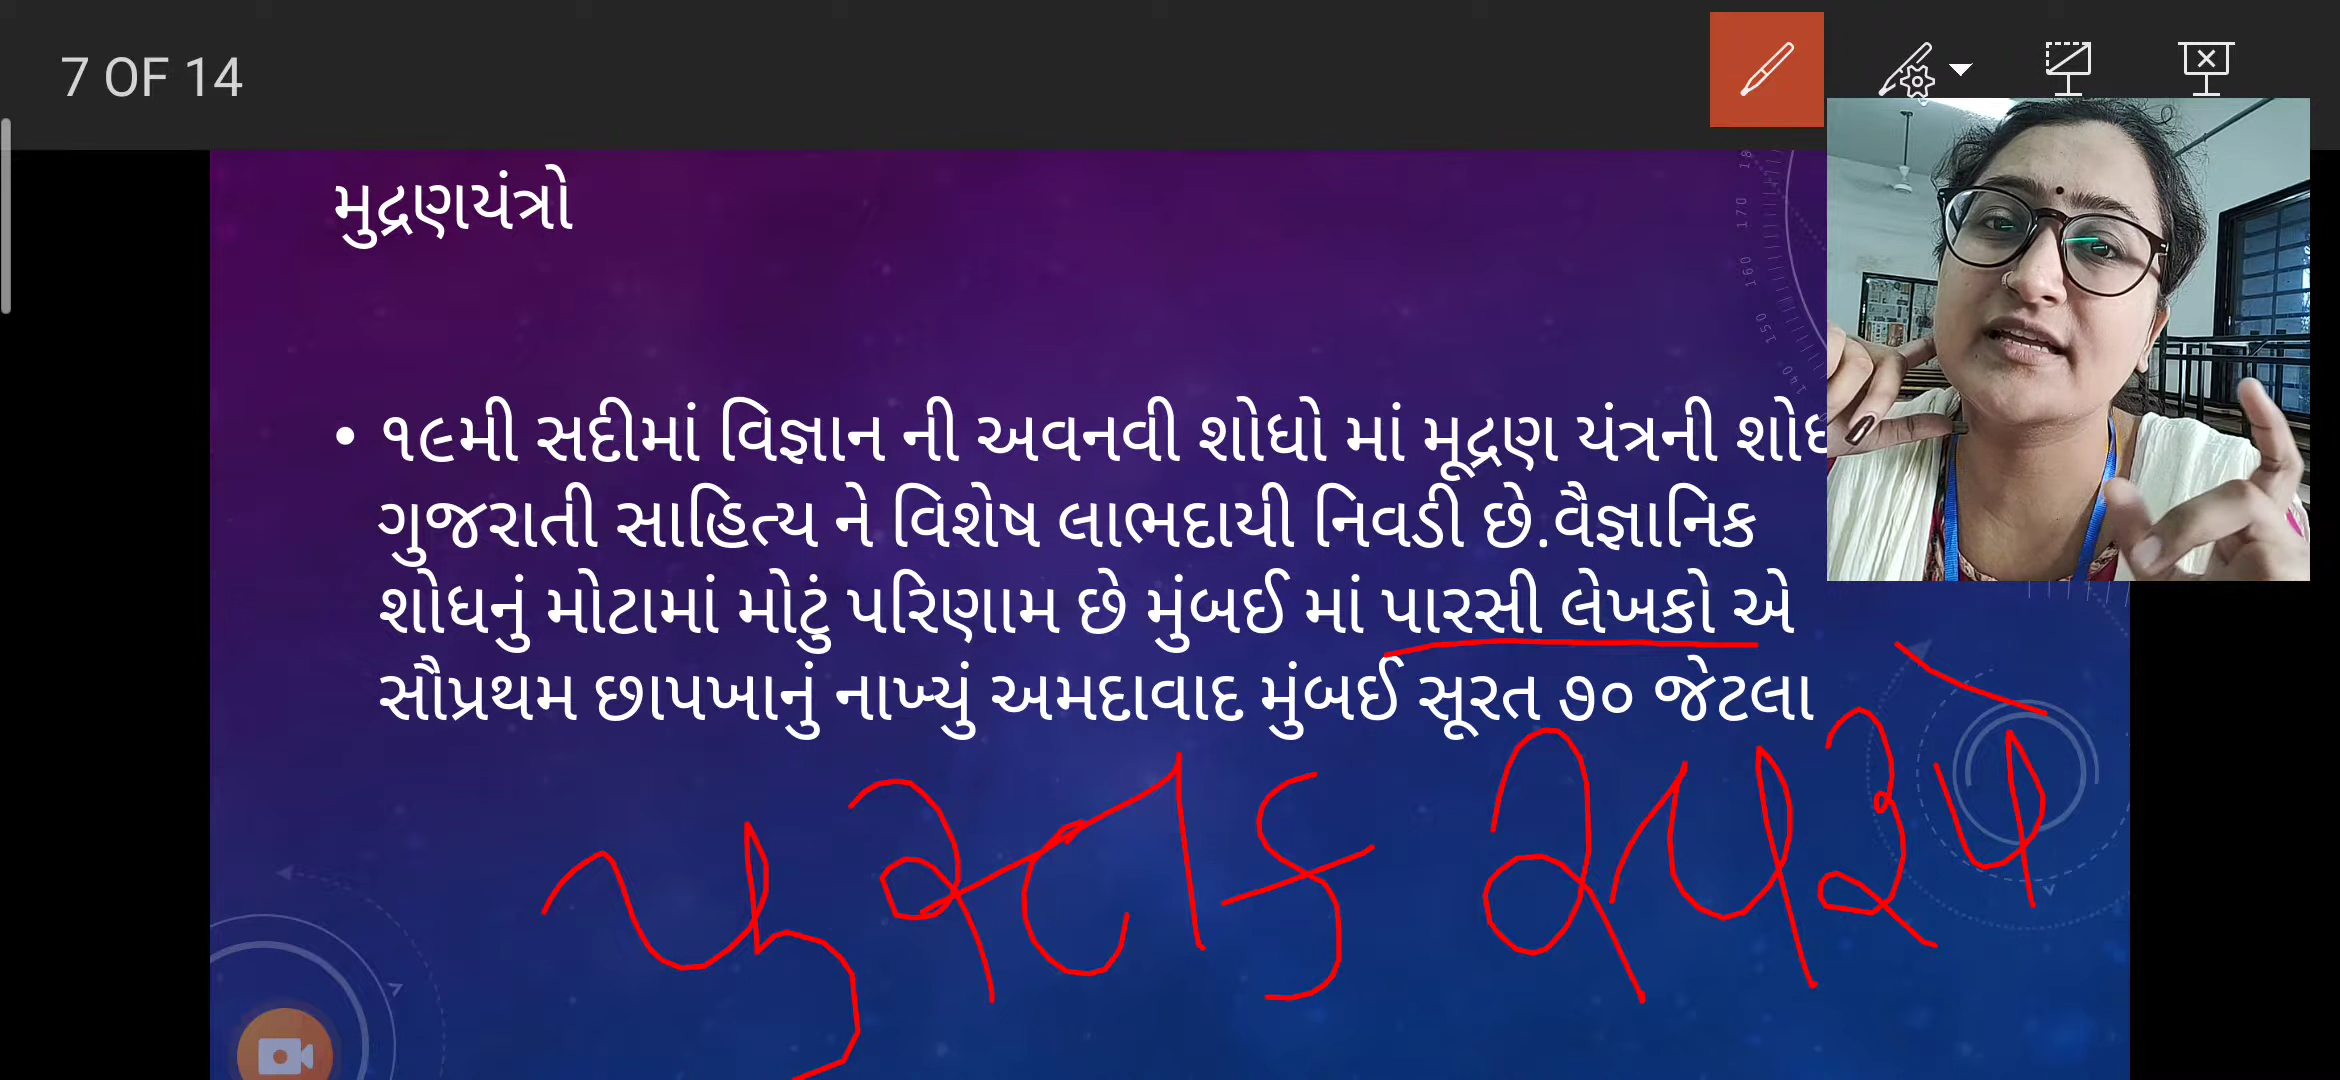 7 OF 14
મુદ્રણયંત્રો
• ૧૯મી સદીમાં વિજ્ઞાન ની અવનવી શોધો માં મૂદ્રણ યંત્રની શોધ
ગુજરાતી સાહિત્ય ને વિશેષ લાભદાયી નિવડી છે.વૈજ્ઞાનિક
શોધનું મોટામાં મોટું પરિણામ છે મુંબઈ માં પારસી લેખકો એ
સૌપ્રથમ છાપખાનું નાખ્યું અમદાવાદ મુંબઈ સૂરત ૭૦ જેટલા
પુસ્તક સ્વરૂપે